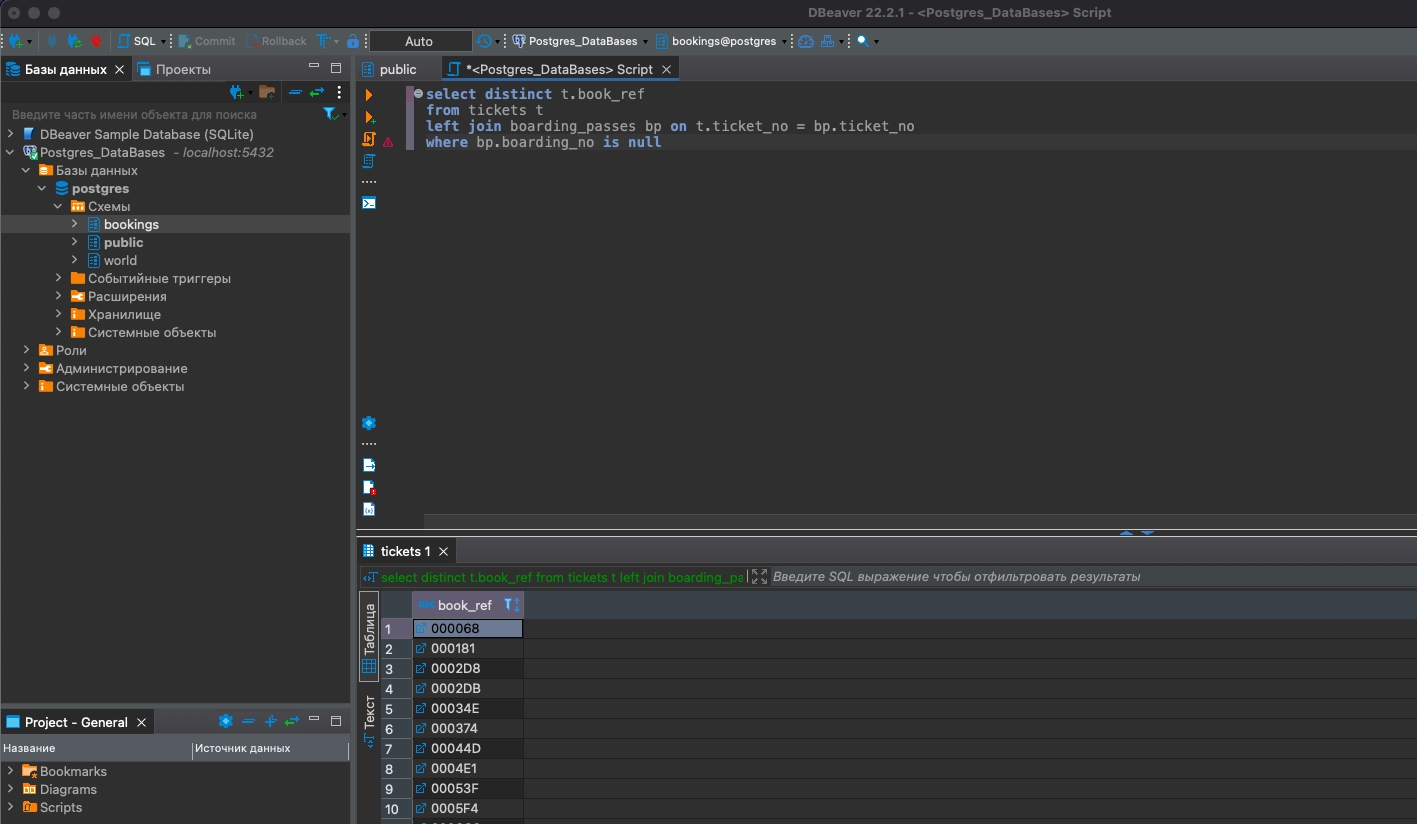 DBeaver 22.2.1 - <Postgres_DataBases> Script
SQL Commit Rollback Auto Postgres_DataBases bookings@postgres
Базы данных Проекты
Введите часть имени объекта для поиска
DBeaver Sample Database (SQLite)
Postgres_DataBases - localhost:5432
Базы данных
postgres
Схемы
bookings
public
world
Событийные триггеры
Расширения
Хранилище
Системные объекты
Роли
Администрирование
Системные объекты
Project - General
Название Источник данных
Bookmarks
Diagrams
Scripts
public *<Postgres_DataBases> Script
select distinct t.book_ref
from tickets t
left join boarding_passes bp on t.ticket_no = bp.ticket_no
where bp.boarding_no is null
tickets 1
select distinct t.book_ref from tickets t left join boarding_pa Введите SQL выражение чтобы отфильтровать результаты
Таблица
Текст
book_ref
1 000068
2 000181
3 0002D8
4 0002DB
5 00034E
6 000374
7 00044D
8 0004E1
9 00053F
10 0005F4